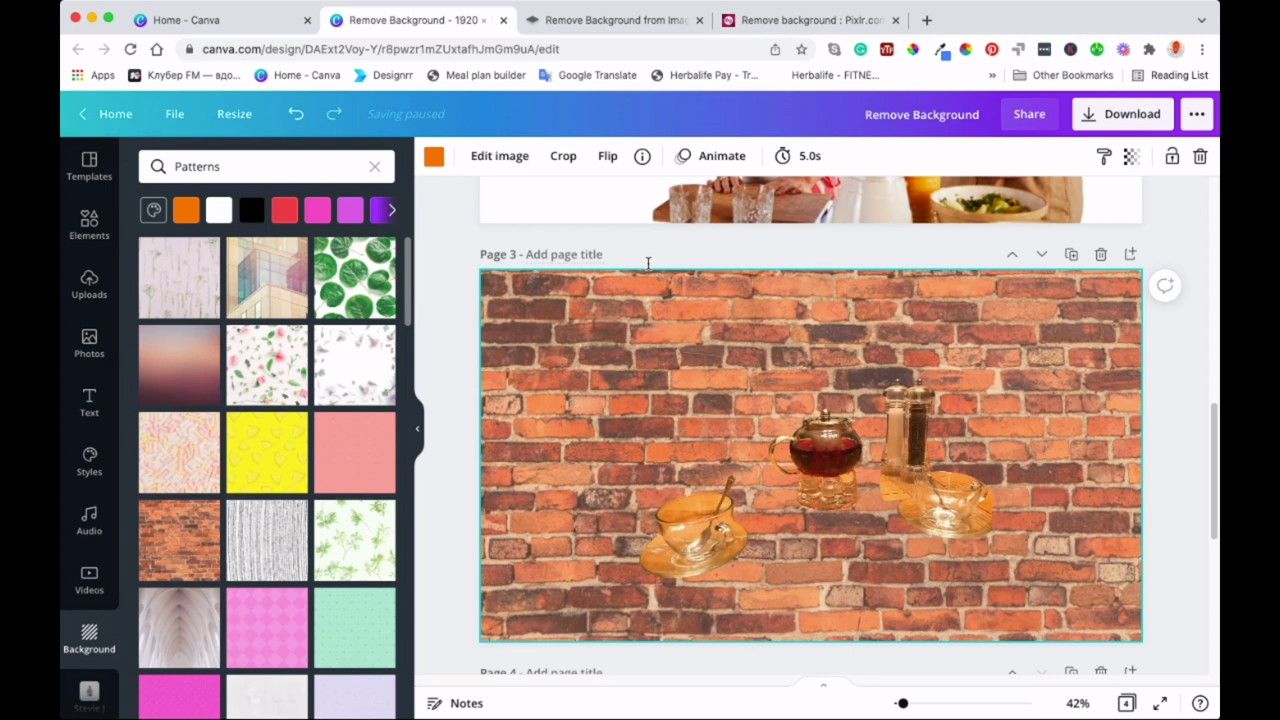 Home - Canva
Remove Background - 1920 ×
Remove Background from Imag
Remove background : Pixlr.com
canva.com/design/DAExt2Voy-Y/r8pwzr1mZUxtafhJmGm9uA/edit
Apps
Клубер FM — вдо...
Home - Canva
Designrr
Meal plan builder
Google Translate
Herbalife Pay - Tr...
Herbalife - FITNE...
»
Other Bookmarks
Reading List
Home
File
Resize
Saving paused
Remove Background
Share
Download
Templates
Elements
Uploads
Photos
Text
Styles
Audio
Videos
Background
Stevie J
Patterns
Edit image
Crop
Flip
Animate
5.0s
Page 3 - Add page title
Page 4 - Add page title
Notes
42%
4